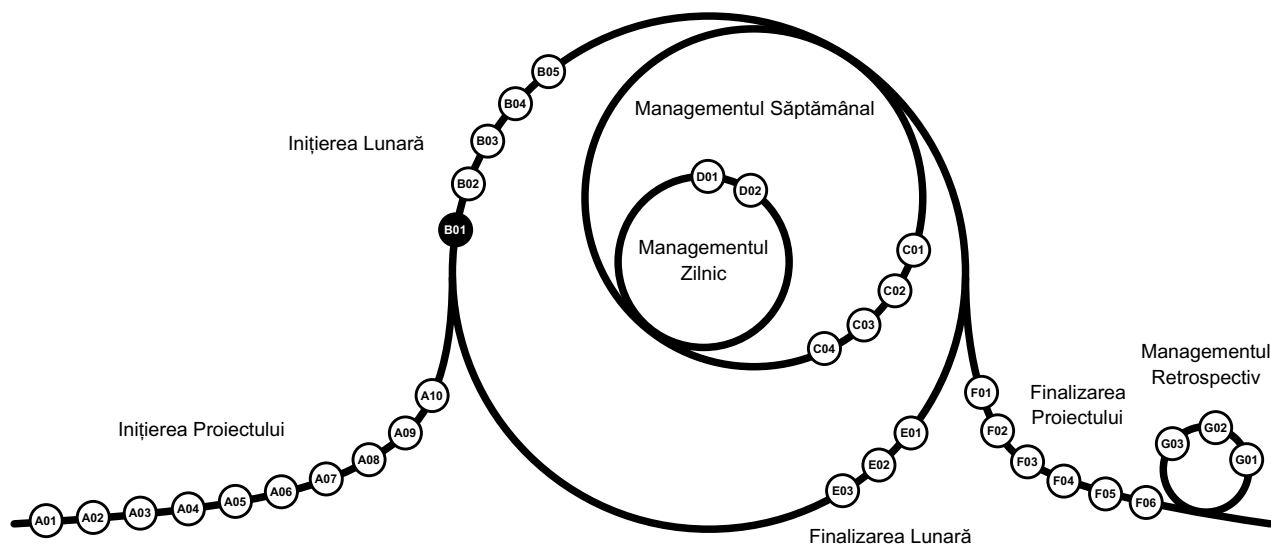 B05
B04
B03
B02
B01
Inițierea Lunară
Managementul Săptămânal
D01
D02
Managementul
Zilnic
C01
C02
C03
C04
Inițierea Proiectului
A01
A02
A03
A04
A05
A06
A07
A08
A09
A10
E01
E02
E03
Finalizarea Lunară
F01
F02
F03
F04
F05
F06
Finalizarea
Proiectului
Managementul
Retrospectiv
G03
G02
G01